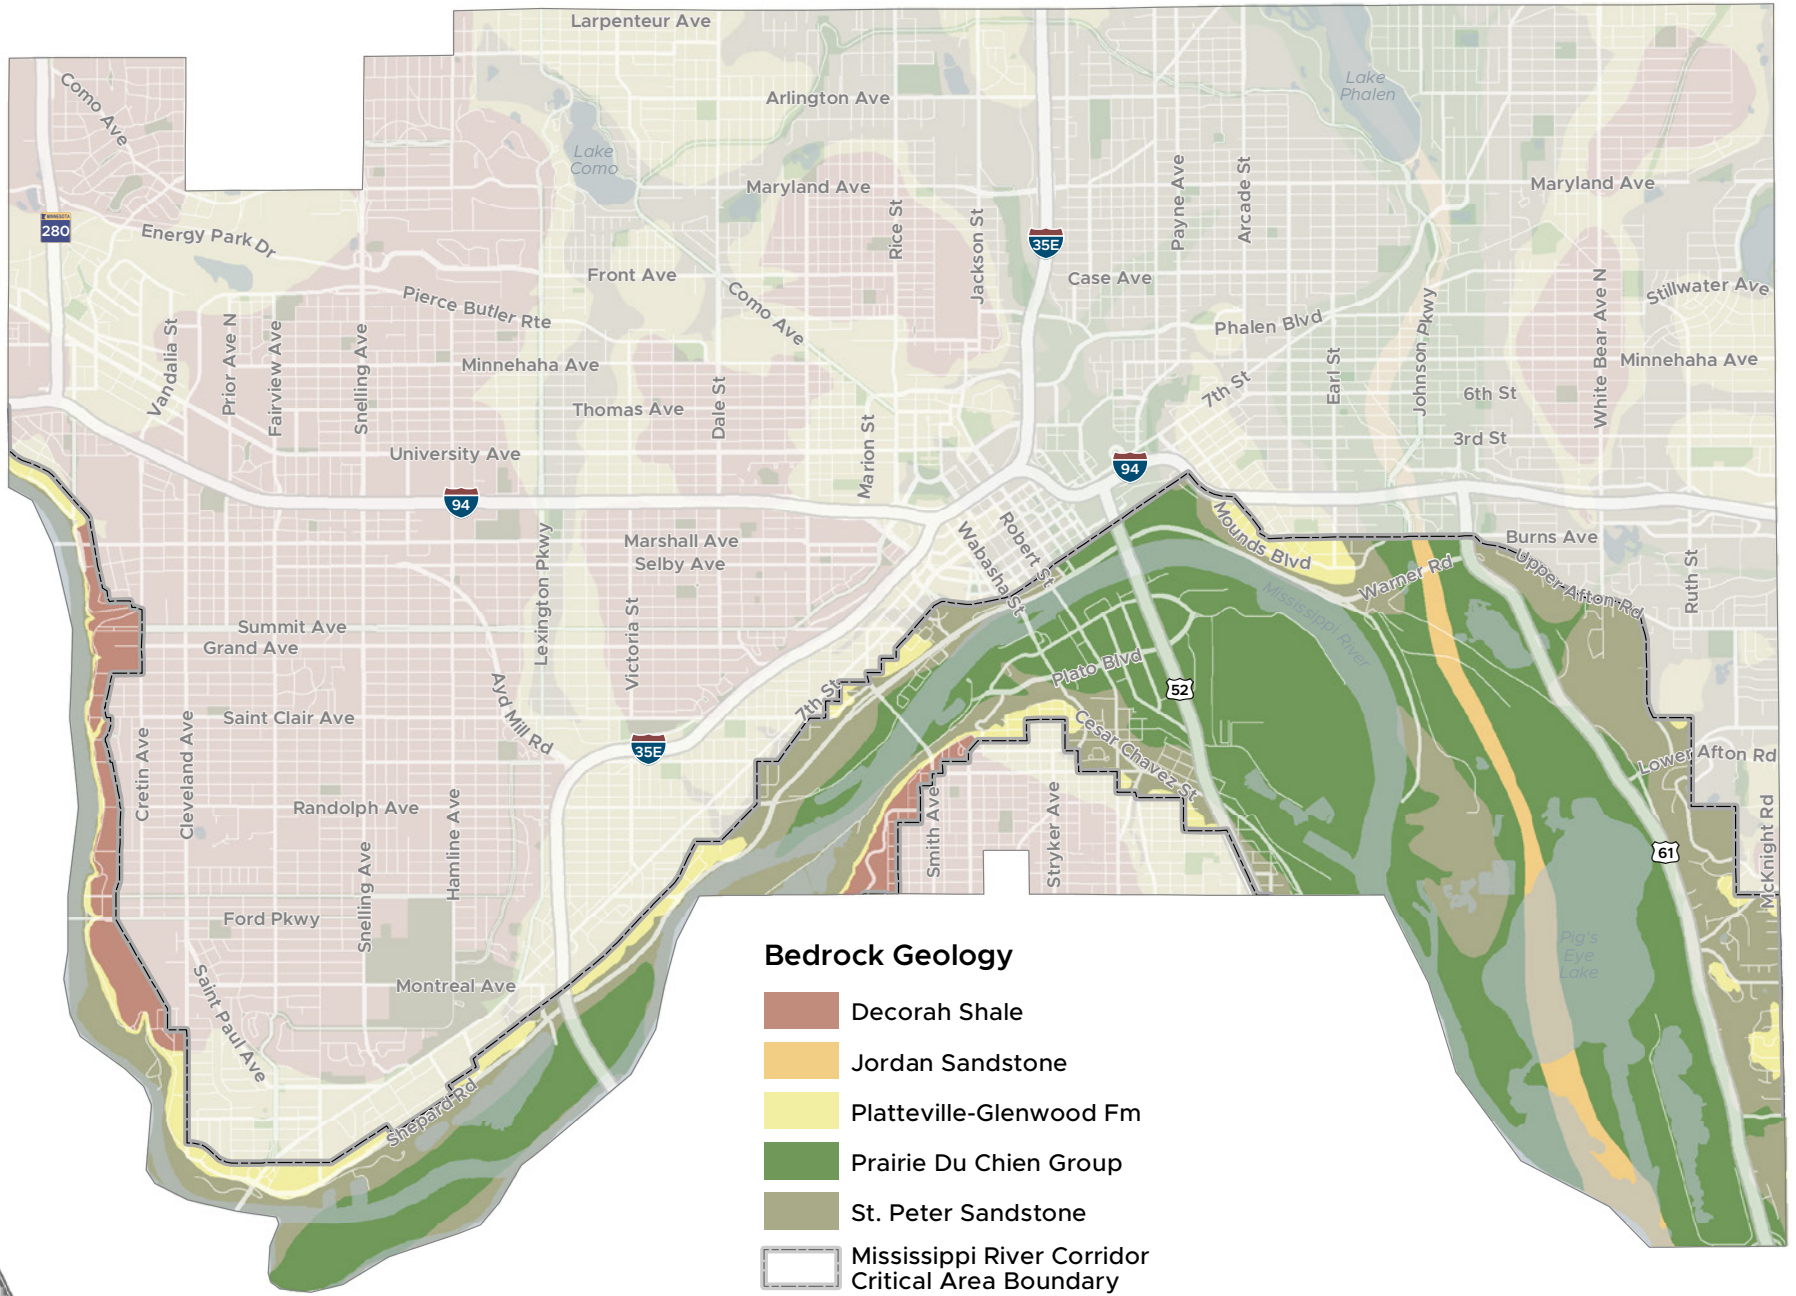 Larpenteur Ave
Como Ave
Arlington Ave
Lake
Phalen
Lake
Como
Maryland Ave
Maryland Ave
Rice St
Jackson St
Payne Ave
Arcade St
MINNESOTA
280
Energy Park Dr
35E
Front Ave
Case Ave
Como Ave
Pierce Butler Rte
Stillwater Ave
Phalen Blvd
Johnson Pkwy
White Bear Ave N
Vandalia St
Prior Ave N
Fairview Ave
Snelling Ave
Minnehaha Ave
Minnehaha Ave
Earl St
7th St
6th St
Thomas Ave
Dale St
Marion St
3rd St
University Ave
94
94
Robert St
Wabasha St
Mounds Blvd
Burns Ave
Marshall Ave
Selby Ave
Lexington Pkwy
Victoria St
Warner Rd
Upper Afton Rd
Ruth St
Mississippi River
Summit Ave
Grand Ave
Plato Blvd
52
Ayd Mill Rd
7th St
Saint Clair Ave
Cretin Ave
Cleveland Ave
35E
Cesar Chavez St
Lower Afton Rd
Randolph Ave
Hamline Ave
Smith Ave
Stryker Ave
McKnight Rd
61
Snelling Ave
Ford Pkwy
Pig's
Eye
Lake
Saint Paul Ave
Montreal Ave
Shepard Rd
Bedrock Geology
Decorah Shale
Jordan Sandstone
Platteville-Glenwood Fm
Prairie Du Chien Group
St. Peter Sandstone
Mississippi River Corridor
Critical Area Boundary